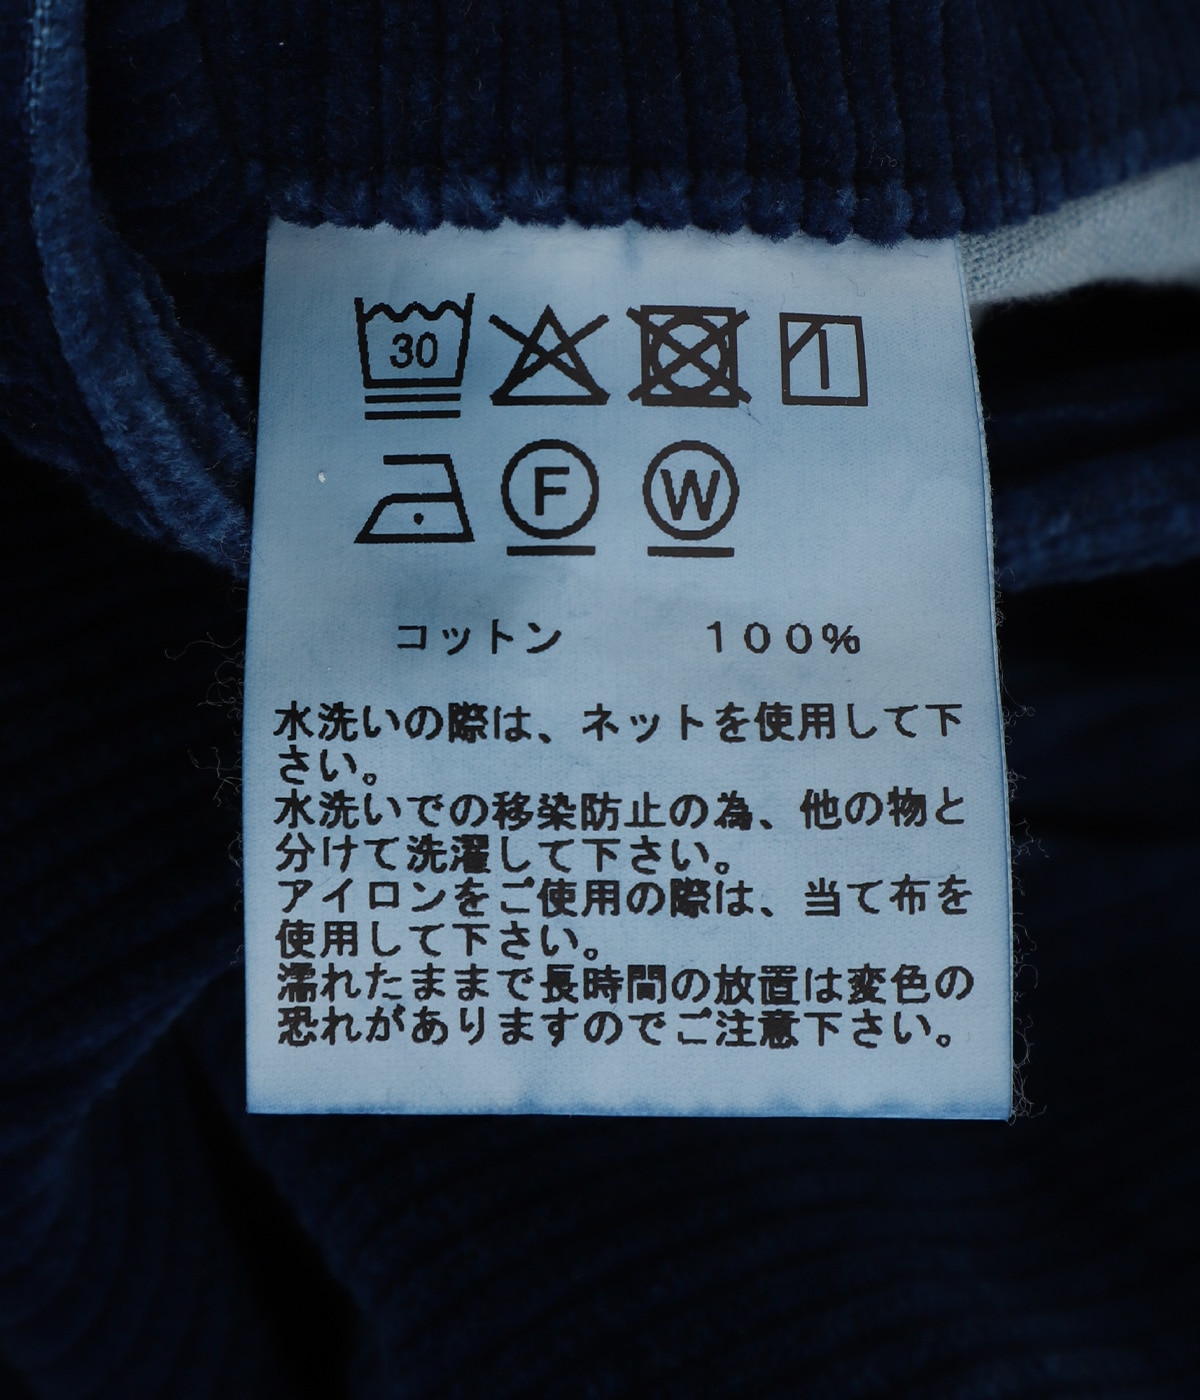 30
F W
コットン 100%
水洗いの際は、ネットを使用して下
さい。
水洗いでの移染防止の為、他の物と
分けて洗濯して下さい。
アイロンをご使用の際は、当て布を
使用して下さい。
濡れたままで長時間の放置は変色の
恐れがありますのでご注意下さい。